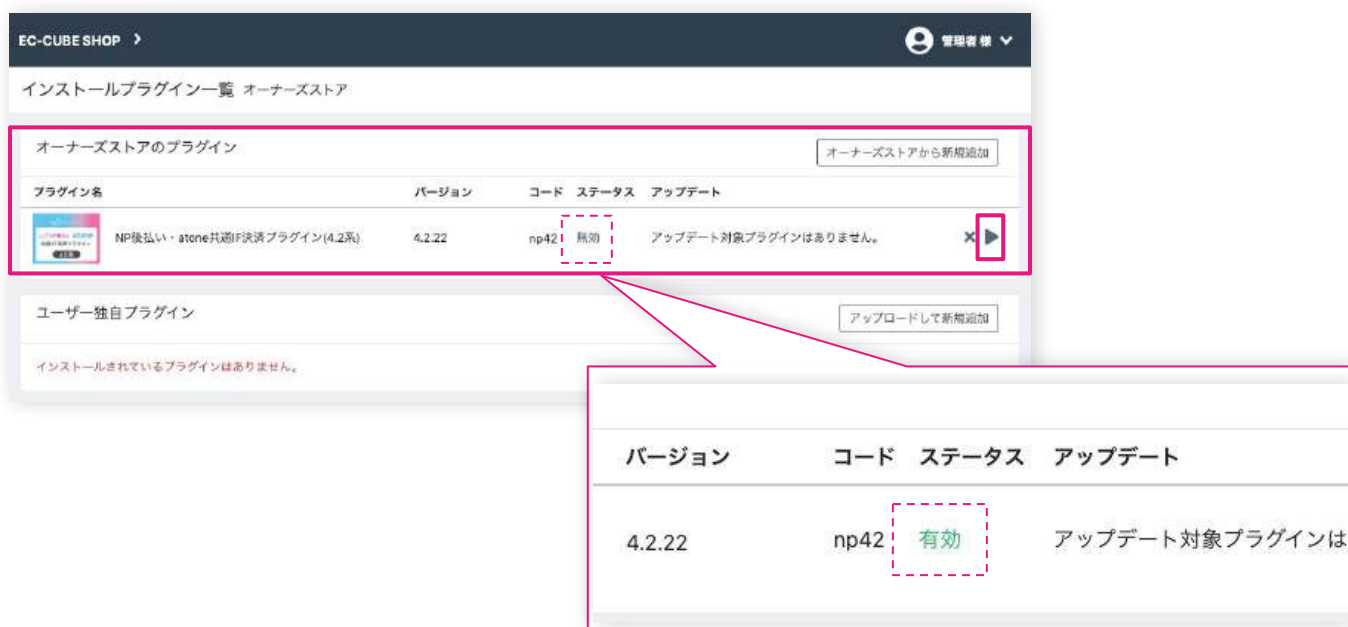 EC-CUBE SHOP
管理者 様
インストールプラグイン一覧 オーナーズストア
オーナーズストアのプラグイン
オーナーズストアから新規追加
プラグイン名 バージョン コード ステータス アップデート
NP後払い・atone共通IF決済プラグイン(4.2系) 4.2.22 np42 無効 アップデート対象プラグインはありません。
ユーザー独自プラグイン
アップロードして新規追加
インストールされているプラグインはありません。
バージョン コード ステータス アップデート
4.2.22 np42 有効 アップデート対象プラグインは